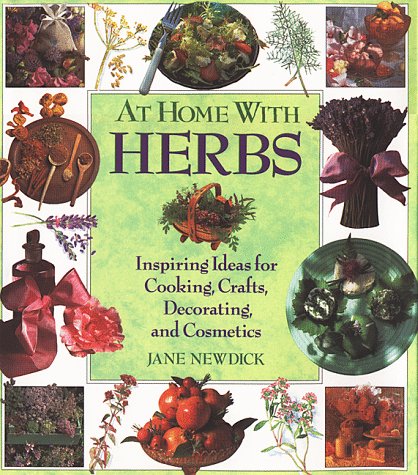 AT HOME WITH
HERBS
Inspiring Ideas for
Cooking, Crafts,
Decorating,
and Cosmetics
JANE NEWDICK